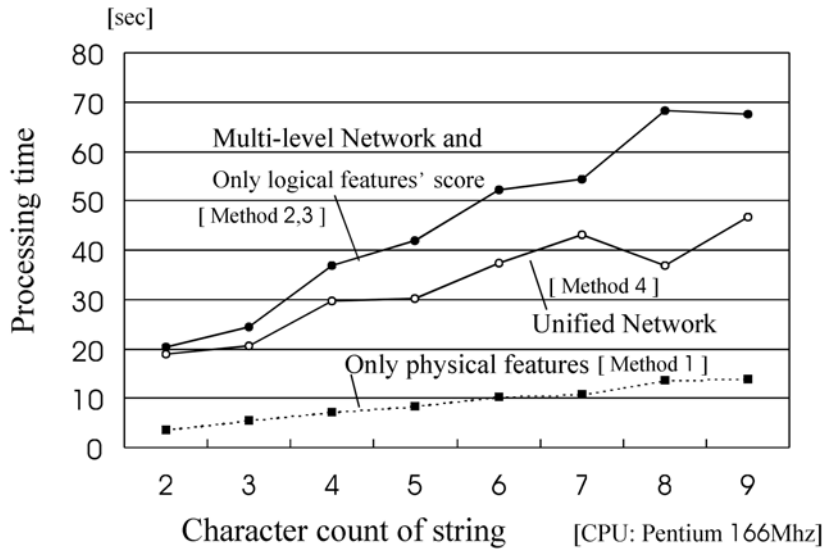 [sec]
80
70
60
50
40
30
20
10
0
Processing time
Multi-level Network and
Only logical features' score
[ Method 2,3 ]
[ Method 4 ]
Unified Network
Only physical features [ Method 1 ]
2 3 4 5 6 7 8 9
Character count of string [CPU: Pentium 166Mhz]